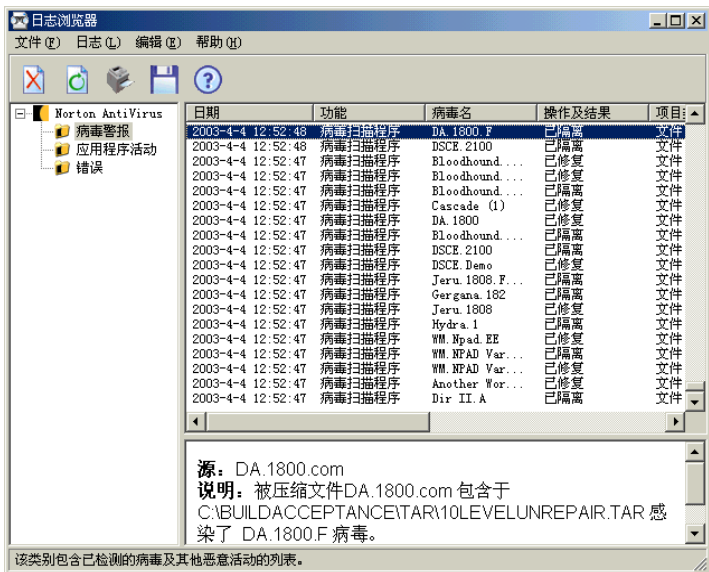 日志浏览器
文件(F) 日志(L) 编辑(E) 帮助(H)
Norton AntiVirus
病毒警报
应用程序活动
错误
日期 功能 病毒名 操作及结果 项目
2003-4-4 12:52:48 病毒扫描程序 DA.1800.F 已隔离 文件
2003-4-4 12:52:48 病毒扫描程序 DSCE.2100 已隔离 文件
2003-4-4 12:52:47 病毒扫描程序 Bloodhound.... 已修复 文件
2003-4-4 12:52:47 病毒扫描程序 Bloodhound.... 已修复 文件
2003-4-4 12:52:47 病毒扫描程序 Bloodhound.... 已隔离 文件
2003-4-4 12:52:47 病毒扫描程序 Cascade (1) 已修复 文件
2003-4-4 12:52:47 病毒扫描程序 DA.1800 已修复 文件
2003-4-4 12:52:47 病毒扫描程序 Bloodhound.... 已隔离 文件
2003-4-4 12:52:47 病毒扫描程序 DSCE.2100 已隔离 文件
2003-4-4 12:52:47 病毒扫描程序 DSCE.Demo 已修复 文件
2003-4-4 12:52:47 病毒扫描程序 Jeru.1808.F... 已隔离 文件
2003-4-4 12:52:47 病毒扫描程序 Gergana.182 已隔离 文件
2003-4-4 12:52:47 病毒扫描程序 Jeru.1808 已修复 文件
2003-4-4 12:52:47 病毒扫描程序 Hydra.1 已隔离 文件
2003-4-4 12:52:47 病毒扫描程序 WM.Npad.EE 已修复 文件
2003-4-4 12:52:47 病毒扫描程序 WM.NPAD Var... 已隔离 文件
2003-4-4 12:52:47 病毒扫描程序 WM.NPAD Var... 已修复 文件
2003-4-4 12:52:47 病毒扫描程序 Another Wor... 已修复 文件
2003-4-4 12:52:47 病毒扫描程序 Dir II.A 已隔离 文件
源：DA.1800.com
说明：被压缩文件DA.1800.com 包含于
C:\BUILDACCEPTANCE\TAR\10LEVELUNREPAIR.TAR 感
染了 DA.1800.F 病毒。
该类别包含已检测的病毒及其他恶意活动的列表。